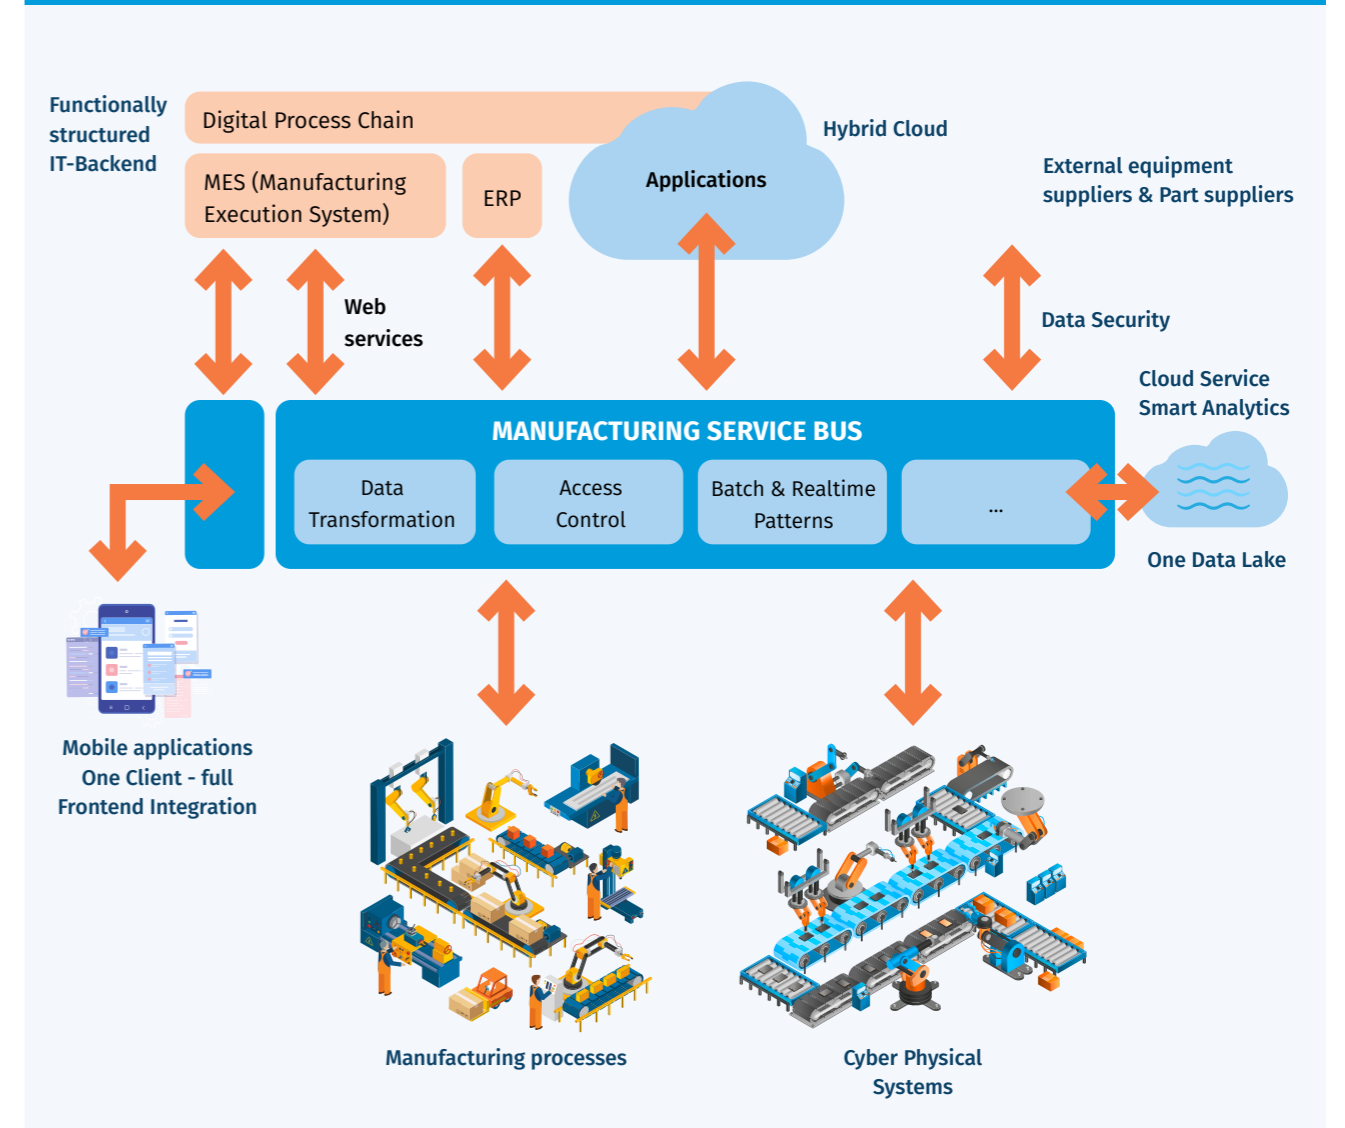 Functionally
structured
IT-Backend
Digital Process Chain
MES (Manufacturing
Execution System)
ERP
Applications
Hybrid Cloud
External equipment
suppliers & Part suppliers
Web
services
Data Security
Cloud Service
Smart Analytics
MANUFACTURING SERVICE BUS
Data
Transformation
Access
Control
Batch & Realtime
Patterns
...
One Data Lake
Mobile applications
One Client - full
Frontend Integration
Manufacturing processes
Cyber Physical
Systems